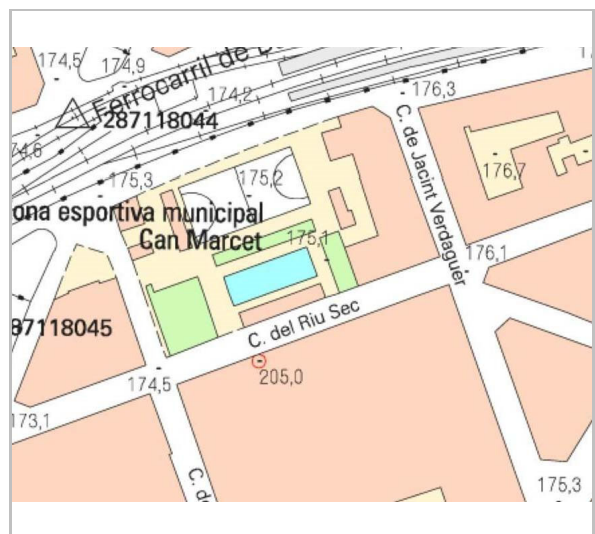 174,5
174,9
Ferrocarril de
174,2
176,3
287118044
74,6
175,3
175,2
C. de Jacint Verdaguer
176,7
ona esportiva municipal
Can Marcet
175,1
176,1
87118045
C. del Riu Sec
205,0
174,5
173,1
C. d
175,3